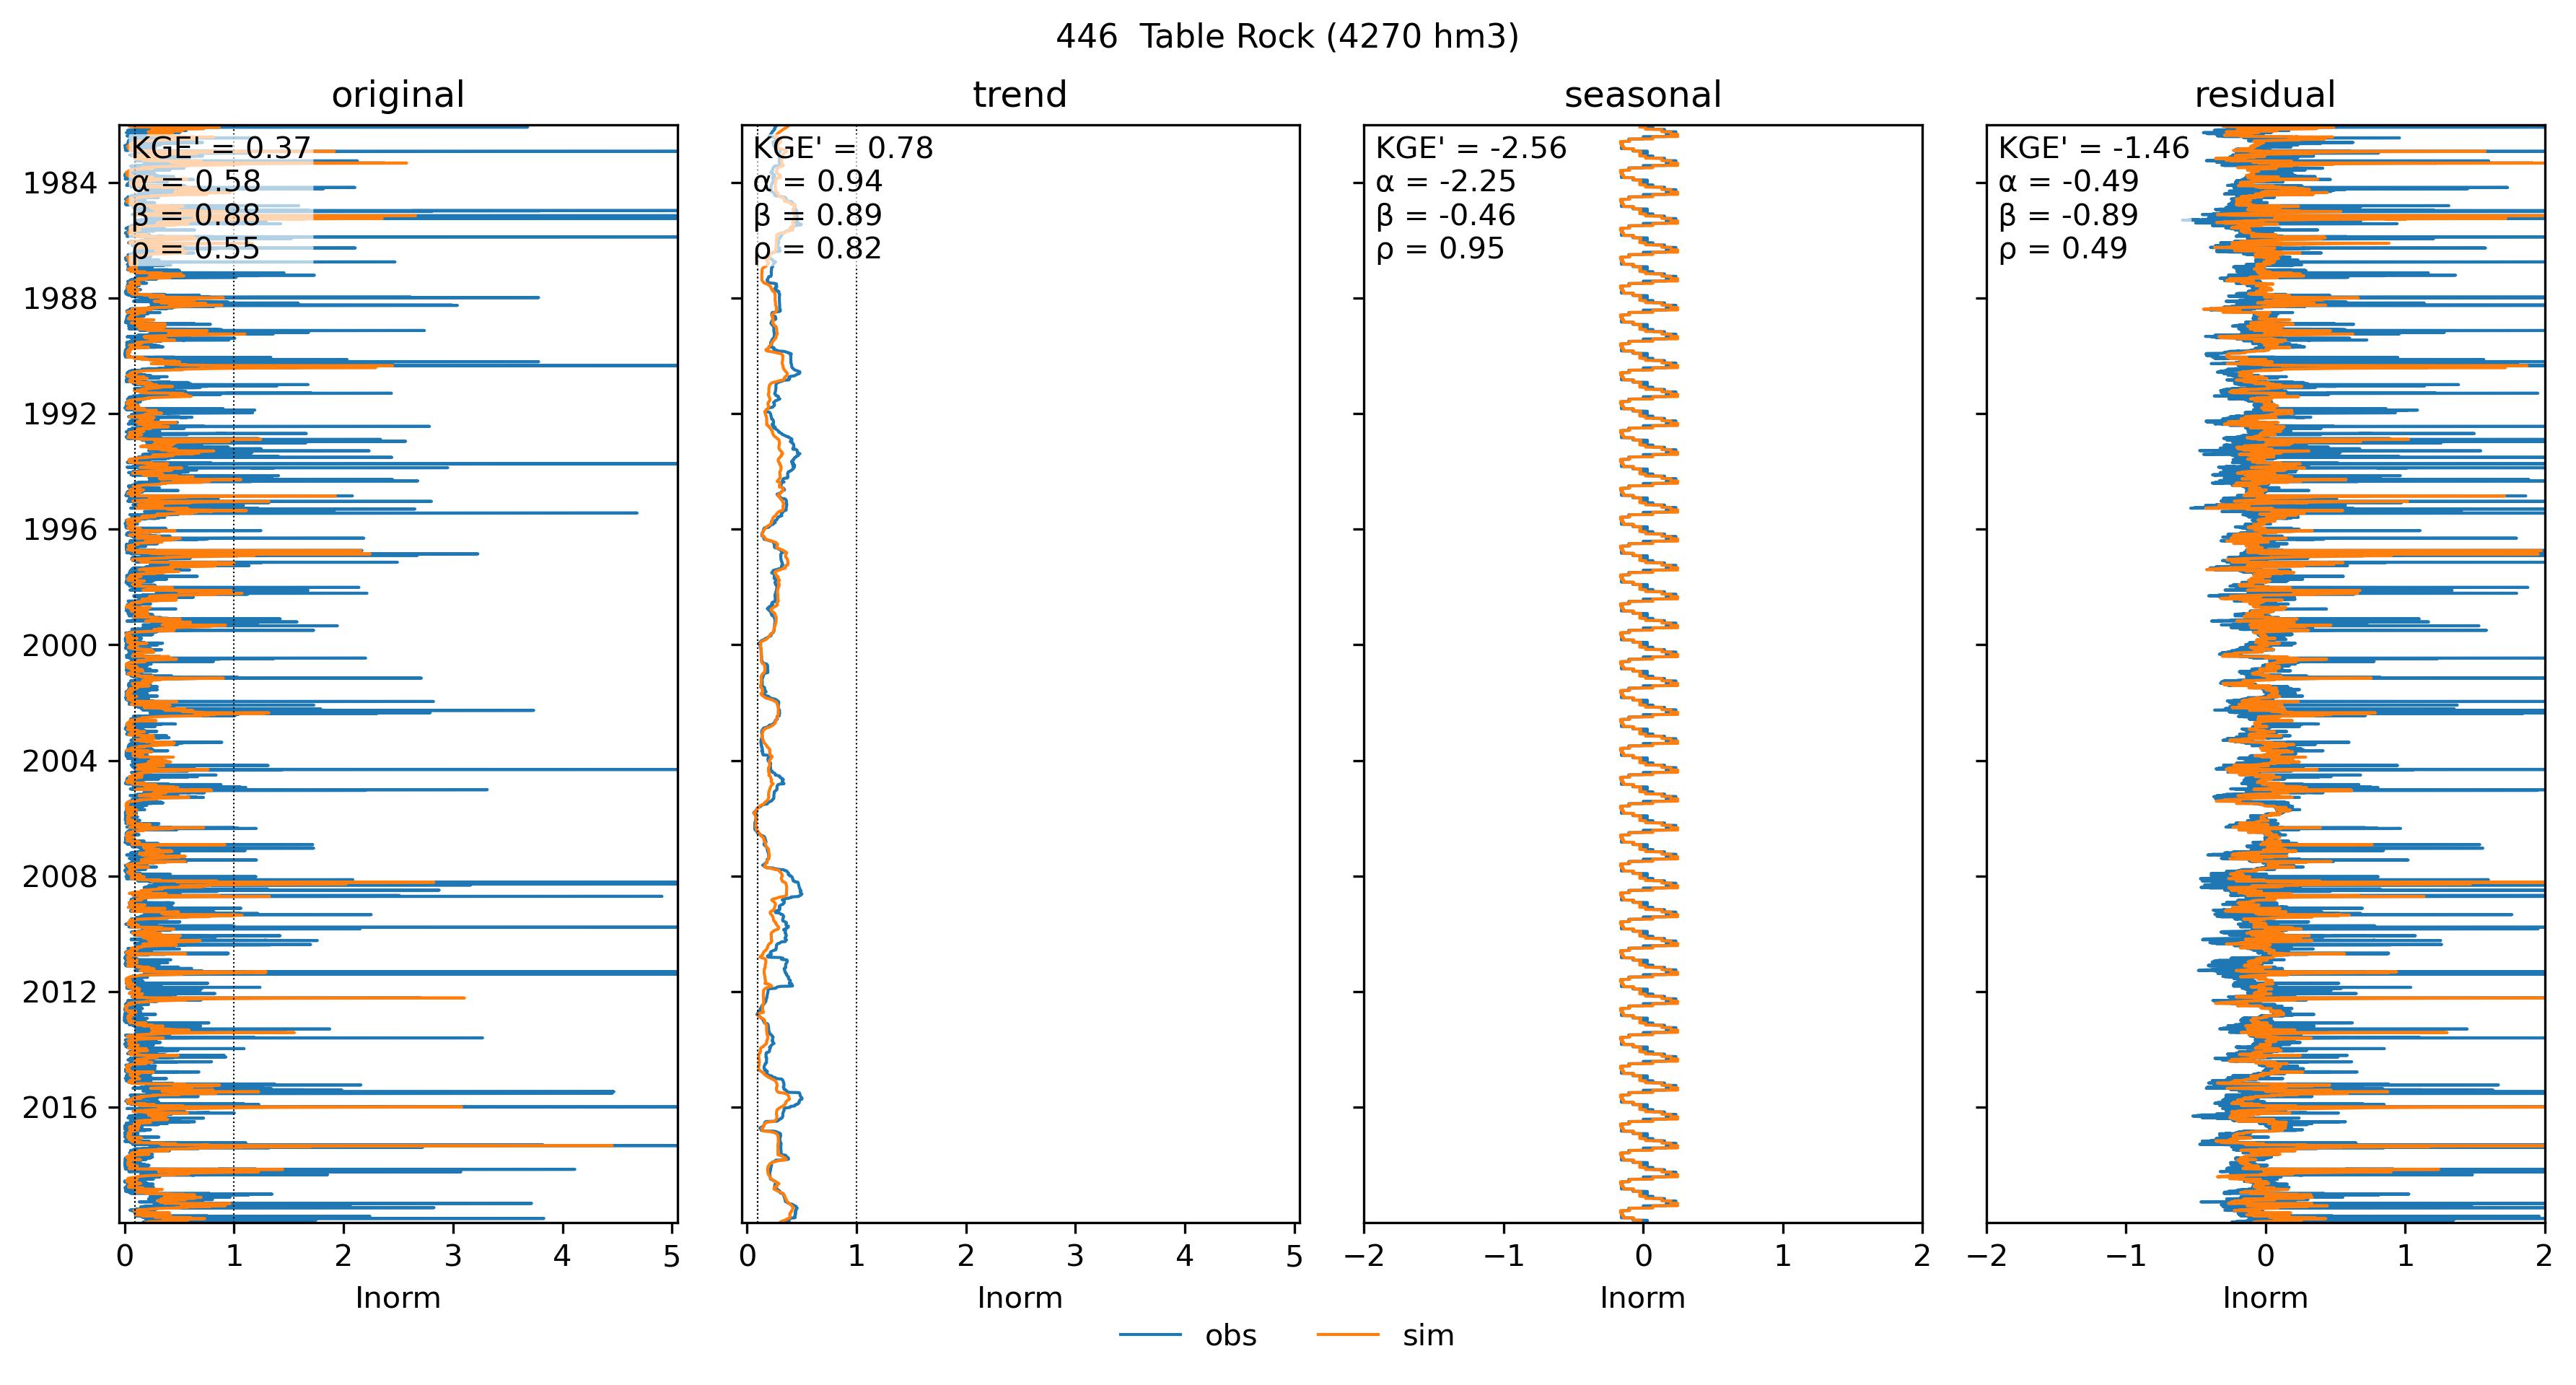 446  Table Rock (4270 hm3)
original
trend
seasonal
residual
KGE' = 0.37
α = 0.58
β = 0.88
ρ = 0.55
KGE' = 0.78
α = 0.94
β = 0.89
ρ = 0.82
KGE' = -2.56
α = -2.25
β = -0.46
ρ = 0.95
KGE' = -1.46
α = -0.49
β = -0.89
ρ = 0.49
1984
1988
1992
1996
2000
2004
2008
2012
2016
0 1 2 3 4 5
0 1 2 3 4 5
−2 −1 0 1 2
−2 −1 0 1 2
Inorm
Inorm
Inorm
Inorm
obs sim